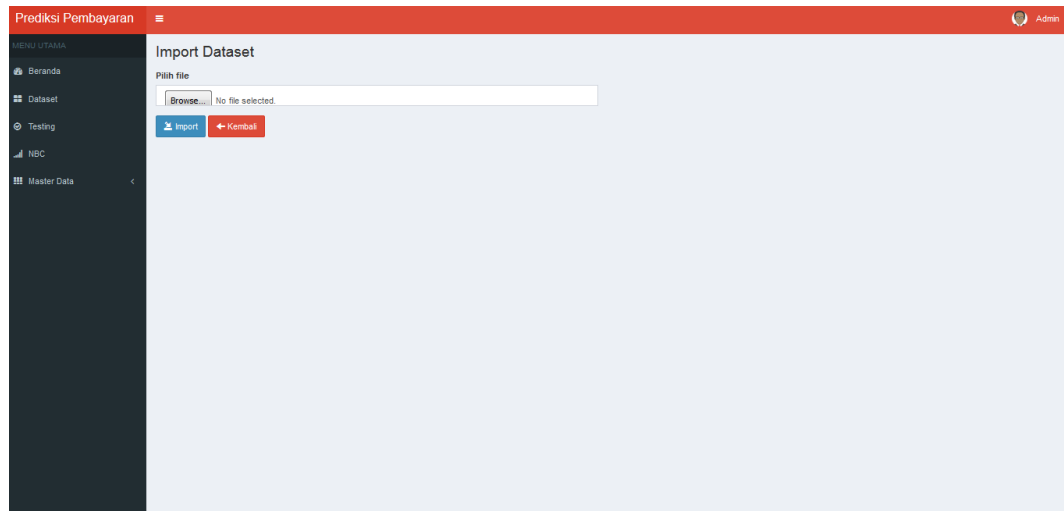 Prediksi Pembayaran
Admin
MENU UTAMA
Beranda
Dataset
Testing
NBC
Master Data
Import Dataset
Pilih file
Browse... No file selected.
Import
Kembali